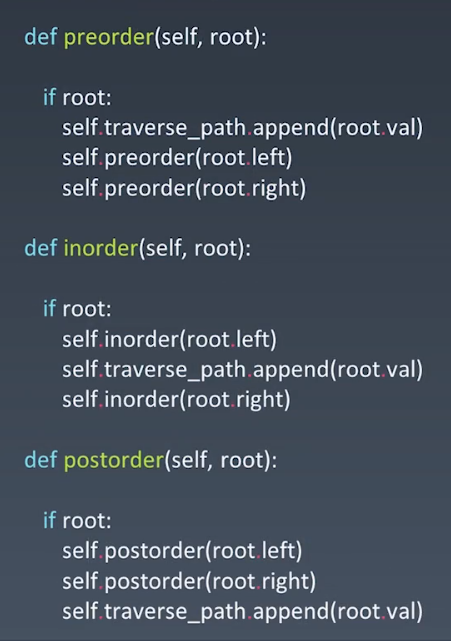 def preorder(self, root):
if root:
self.traverse_path.append(root.val)
self.preorder(root.left)
self.preorder(root.right)
def inorder(self, root):
if root:
self.inorder(root.left)
self.traverse_path.append(root.val)
self.inorder(root.right)
def postorder(self, root):
if root:
self.postorder(root.left)
self.postorder(root.right)
self.traverse_path.append(root.val)